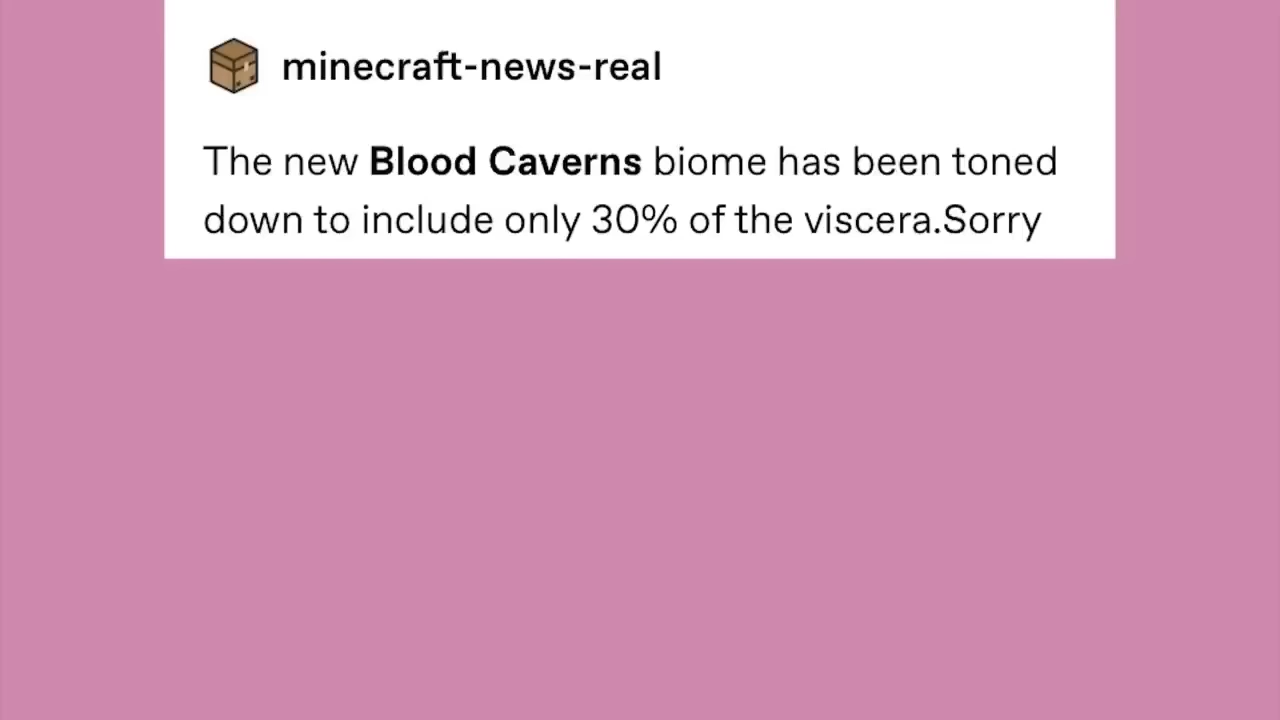 minecraft-news-real
The new Blood Caverns biome has been toned
down to include only 30% of the viscera.Sorry